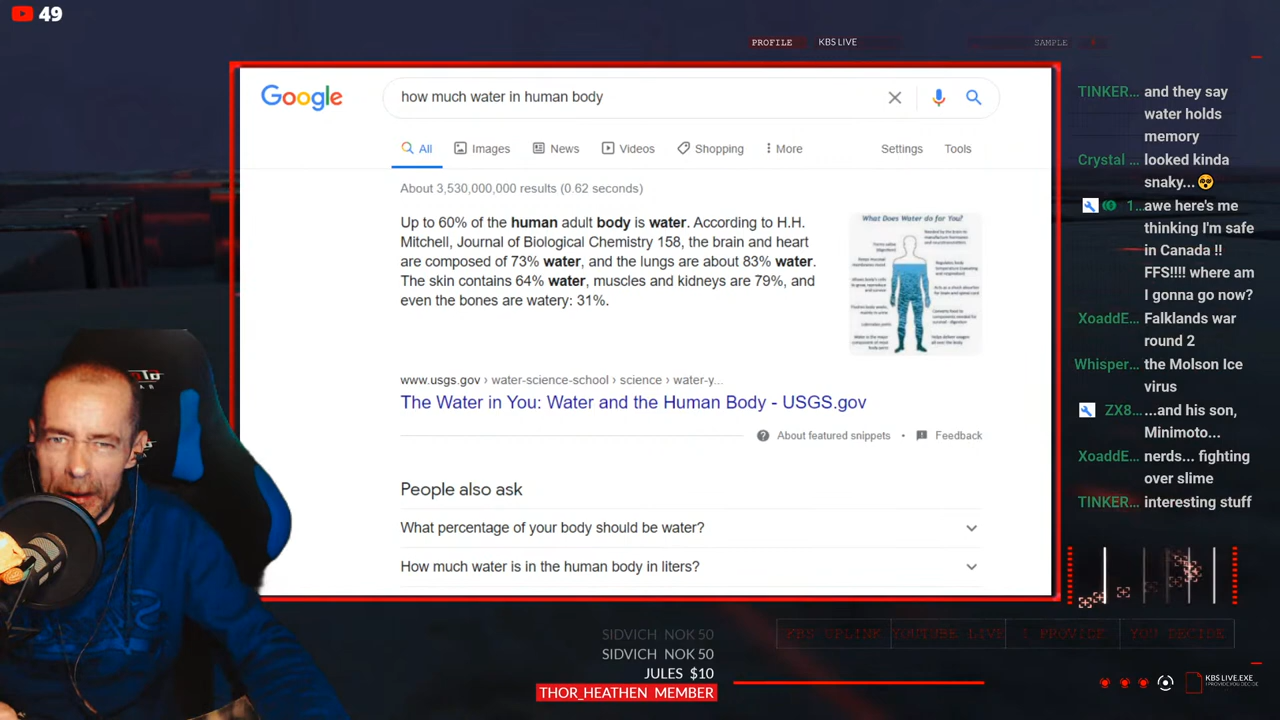 49
PROFILE
KBS LIVE
SAMPLE
Google
how much water in human body
All
Images
News
Videos
Shopping
More
Settings
Tools
About 3,530,000,000 results (0.62 seconds)
Up to 60% of the human adult body is water. According to H.H.
Mitchell, Journal of Biological Chemistry 158, the brain and heart
are composed of 73% water, and the lungs are about 83% water.
The skin contains 64% water, muscles and kidneys are 79%, and
even the bones are watery: 31%.
What Does Water do for You?
www.usgs.gov › water-science-school › science › water-y...
The Water in You: Water and the Human Body - USGS.gov
About featured snippets
Feedback
People also ask
What percentage of your body should be water?
How much water is in the human body in liters?
TINKER... and they say
water holds
memory
Crystal ... looked kinda
snaky...
1... awe here's me
thinking I'm safe
in Canada !!
FFS!!!! where am
I gonna go now?
XoaddE... Falklands war
round 2
Whisper... the Molson Ice
virus
ZX8... ...and his son,
Minimoto...
XoaddE... nerds... fighting
over slime
TINKER... interesting stuff
SIDVICH NOK 50
SIDVICH NOK 50
JULES $10
THOR_HEATHEN MEMBER
KBS UPLINK
YOUTUBE LIVE
I PROVIDE
YOU DECIDE
KBS LIVE.EXE